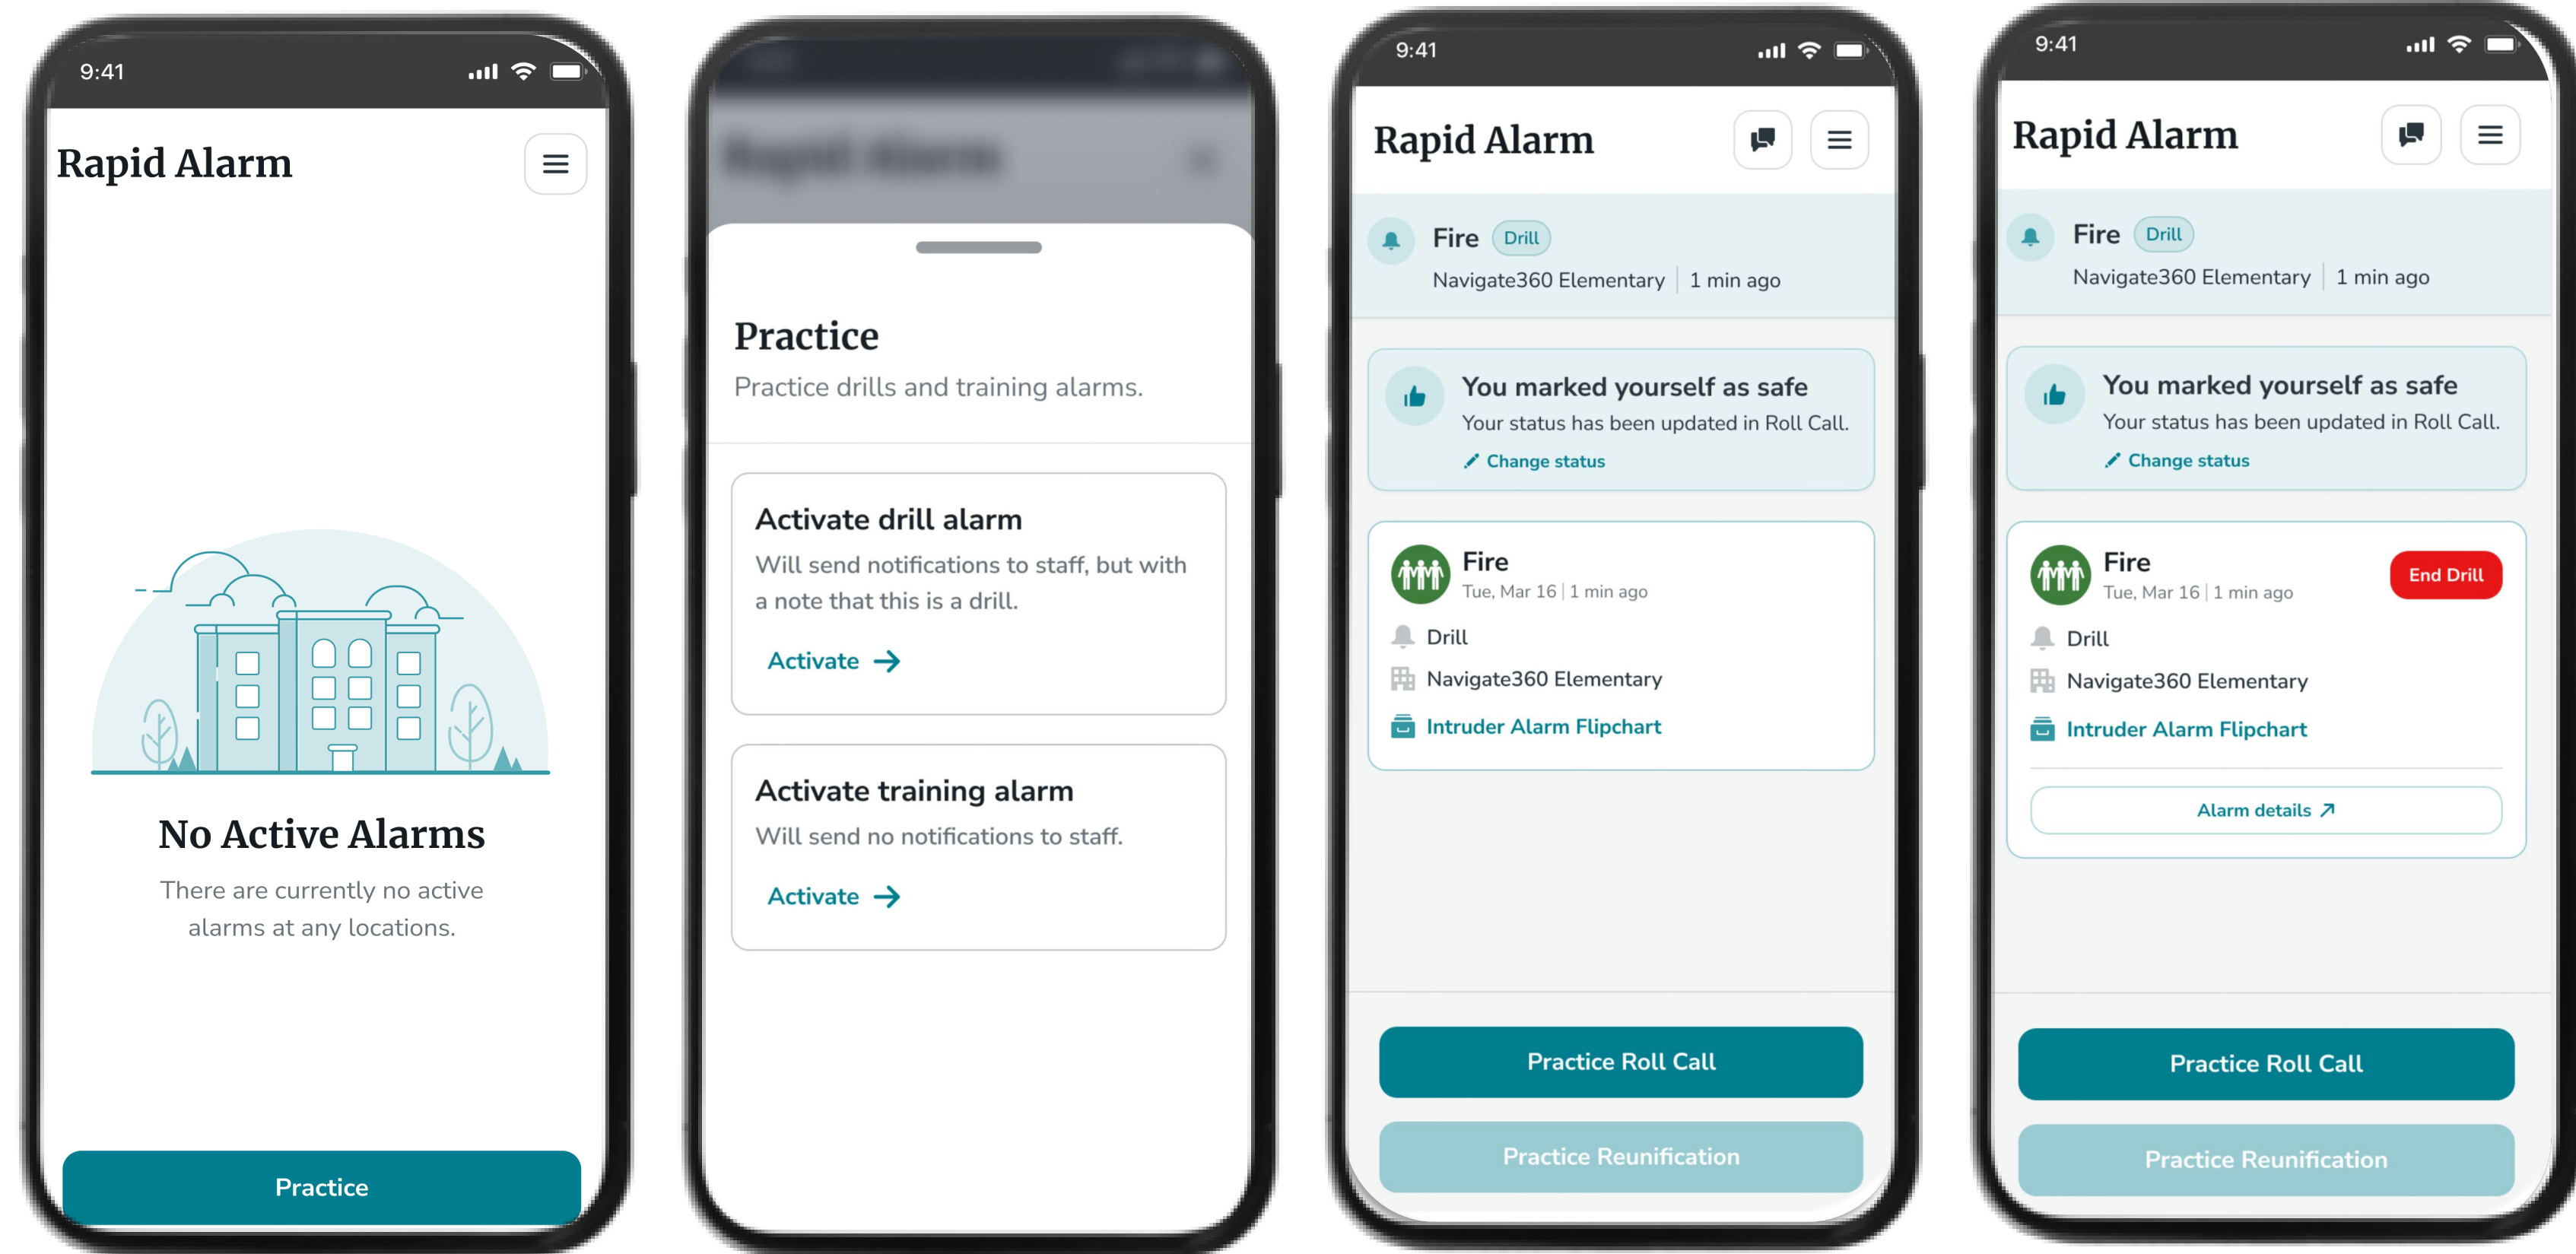 9:41
Rapid Alarm
No Active Alarms
There are currently no active
alarms at any locations.
Practice
Rapid Alarm
Practice
Practice drills and training alarms.
Activate drill alarm
Will send notifications to staff, but with
a note that this is a drill.
Activate
Activate training alarm
Will send no notifications to staff.
Activate
9:41
Rapid Alarm
Fire Drill
Navigate360 Elementary | 1 min ago
You marked yourself as safe
Your status has been updated in Roll Call.
Change status
Fire
Tue, Mar 16 | 1 min ago
Drill
Navigate360 Elementary
Intruder Alarm Flipchart
Practice Roll Call
Practice Reunification
9:41
Rapid Alarm
Fire Drill
Navigate360 Elementary | 1 min ago
You marked yourself as safe
Your status has been updated in Roll Call.
Change status
Fire
Tue, Mar 16 | 1 min ago
End Drill
Drill
Navigate360 Elementary
Intruder Alarm Flipchart
Alarm details
Practice Roll Call
Practice Reunification